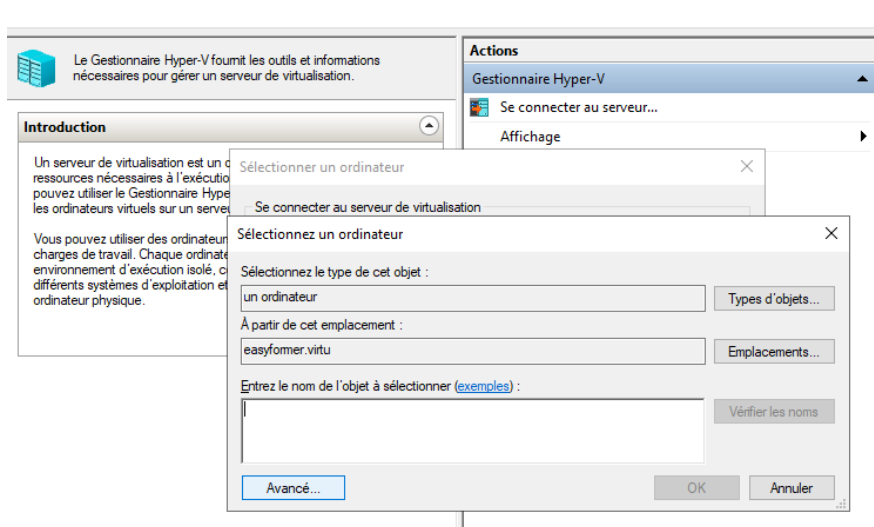 Le Gestionnaire Hyper-V fournit les outils et informations
nécessaires pour gérer un serveur de virtualisation.
Introduction
Un serveur de virtualisation est un
ressources nécessaires à
pouvez utiliser le Gestionnaire
les ordinateurs virtuels sur un
Vous pouvez utiliser des
charges de travail. Chaque
environnement d'exécution isolé,
différents systèmes d'exploitation et
ordinateur physique.
Actions
Gestionnaire Hyper-V
Se connecter au serveur...
Affichage
Sélectionner un ordinateur
Se connecter au serveur de virtualisation
Sélectionnez un ordinateur
Sélectionnez le type de cet objet :
un ordinateur
Types d'objets...
À partir de cet emplacement :
easyformer.virtu
Emplacements...
Entrez le nom de l'objet à sélectionner (exemples) :
Vérifier les noms
Avancé...
OK
Annuler